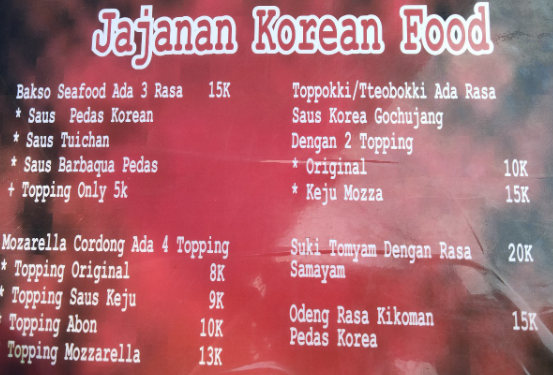 Jajanan Korean Food
Bakso Seafood Ada 3 Rasa 15K
* Saus Pedas Korean
* Saus Tuichan
* Saus Barbaqua Pedas
+ Topping Only 5k
Mozarella Cordong Ada 4 Topping
* Topping Original 8K
* Topping Saus Keju 9K
* Topping Abon 10K
Topping Mozzarella 13K
Toppokki/Tteobokki Ada Rasa
Saus Korea Gochujang
Dengan 2 Topping
* Original 10K
* Keju Mozza 15K
Suki Tomyam Dengan Rasa 20K
Samayam
Odeng Rasa Kikoman 15K
Pedas Korea